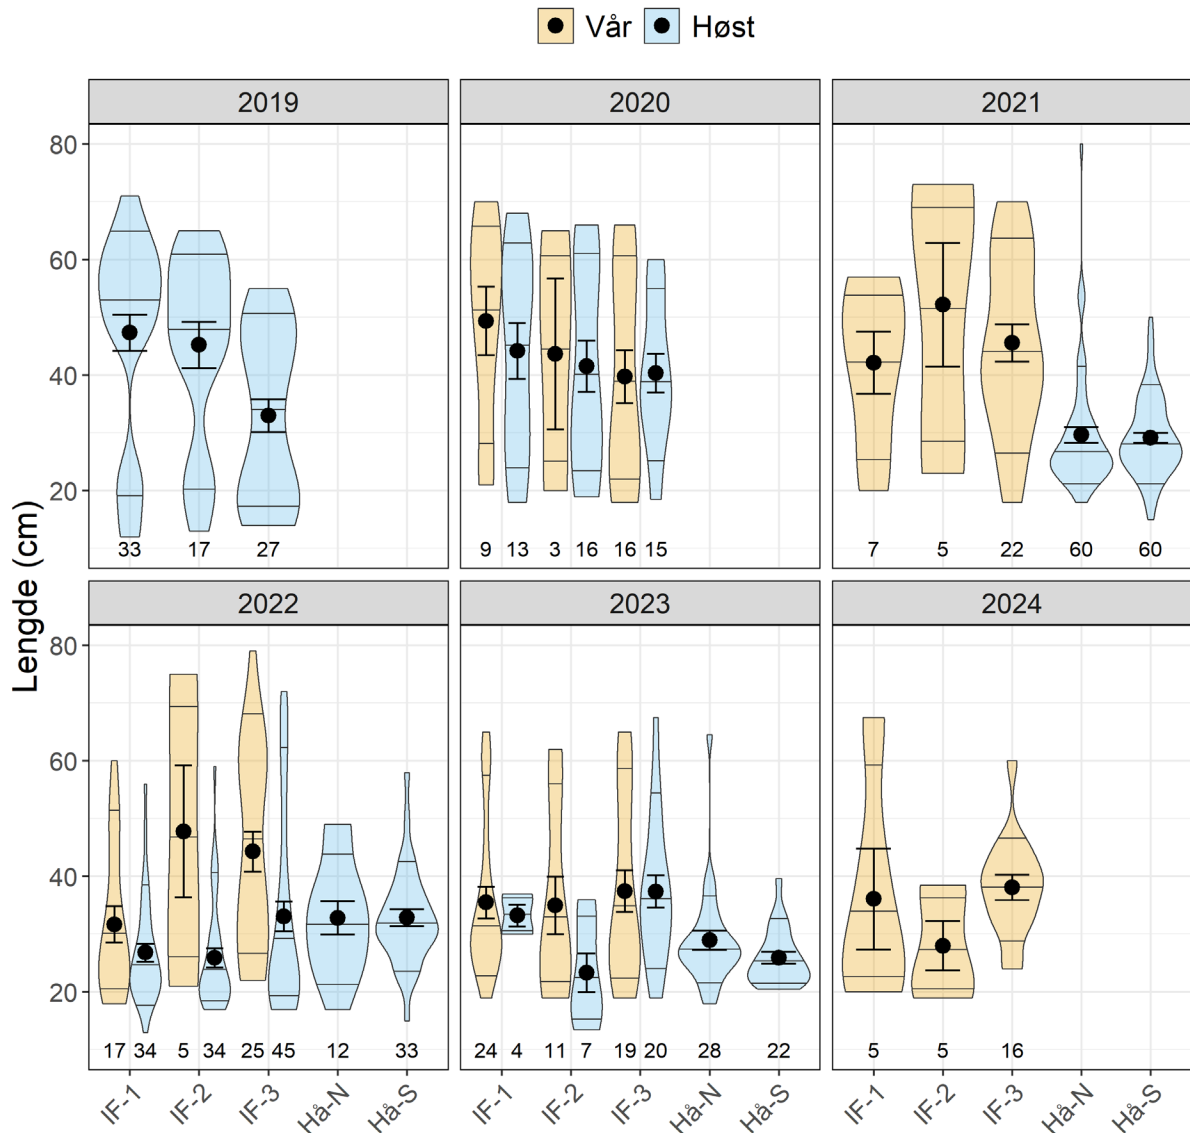 Vår Høst
2019 2020 2021
80
60
40
20
33 17 27 9 13 3 16 16 15 7 5 22 60 60
2022 2023 2024
80
60
40
20
17 34 5 34 25 45 12 33 24 4 11 7 19 20 28 22 5 5 16
IF-1 IF-2 IF-3 Hå-N Hå-S IF-1 IF-2 IF-3 Hå-N Hå-S IF-1 IF-2 IF-3 Hå-N Hå-S
Lengde (cm)